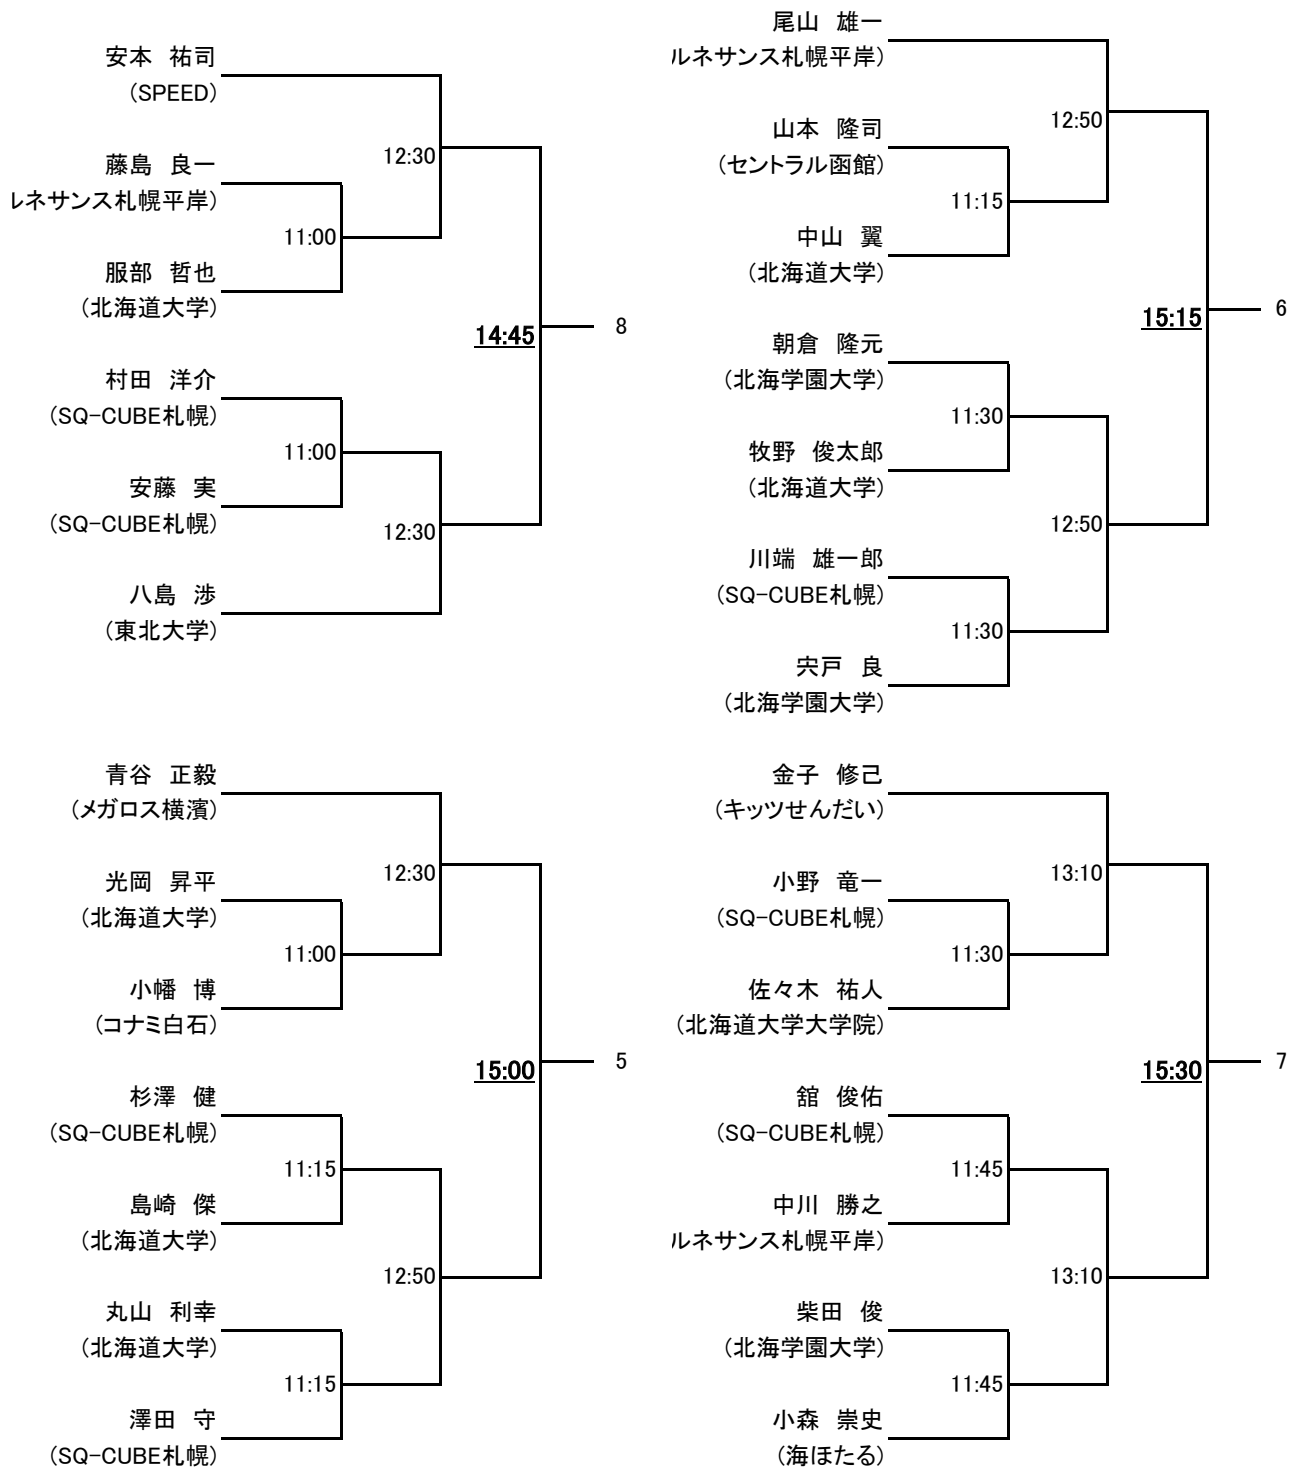 安本 祐司
(SPEED)
12:30
藤島 良一
ルネサンス札幌平岸)
11:00
服部 哲也
(北海道大学)
14:45
8
村田 洋介
(SQ-CUBE札幌)
11:00
安藤 実
(SQ-CUBE札幌)
12:30
八島 渉
(東北大学)
尾山 雄一
ルネサンス札幌平岸)
12:50
山本 隆司
(セントラル函館)
11:15
中山 翼
(北海道大学)
15:15
6
朝倉 隆元
(北海学園大学)
11:30
牧野 俊太郎
(北海道大学)
12:50
川端 雄一郎
(SQ-CUBE札幌)
11:30
宍戸 良
(北海学園大学)
青谷 正毅
(メガロス横濱)
12:30
光岡 昇平
(北海道大学)
11:00
小幡 博
(コナミ白石)
15:00
5
杉澤 健
(SQ-CUBE札幌)
11:15
島崎 傑
(北海道大学)
12:50
丸山 利幸
(北海道大学)
11:15
澤田 守
(SQ-CUBE札幌)
金子 修己
(キッツせんだい)
13:10
小野 竜一
(SQ-CUBE札幌)
11:30
佐々木 祐人
(北海道大学大学院)
15:30
7
舘 俊佑
(SQ-CUBE札幌)
11:45
中川 勝之
ルネサンス札幌平岸)
13:10
柴田 俊
(北海学園大学)
11:45
小森 崇史
(海ほたる)